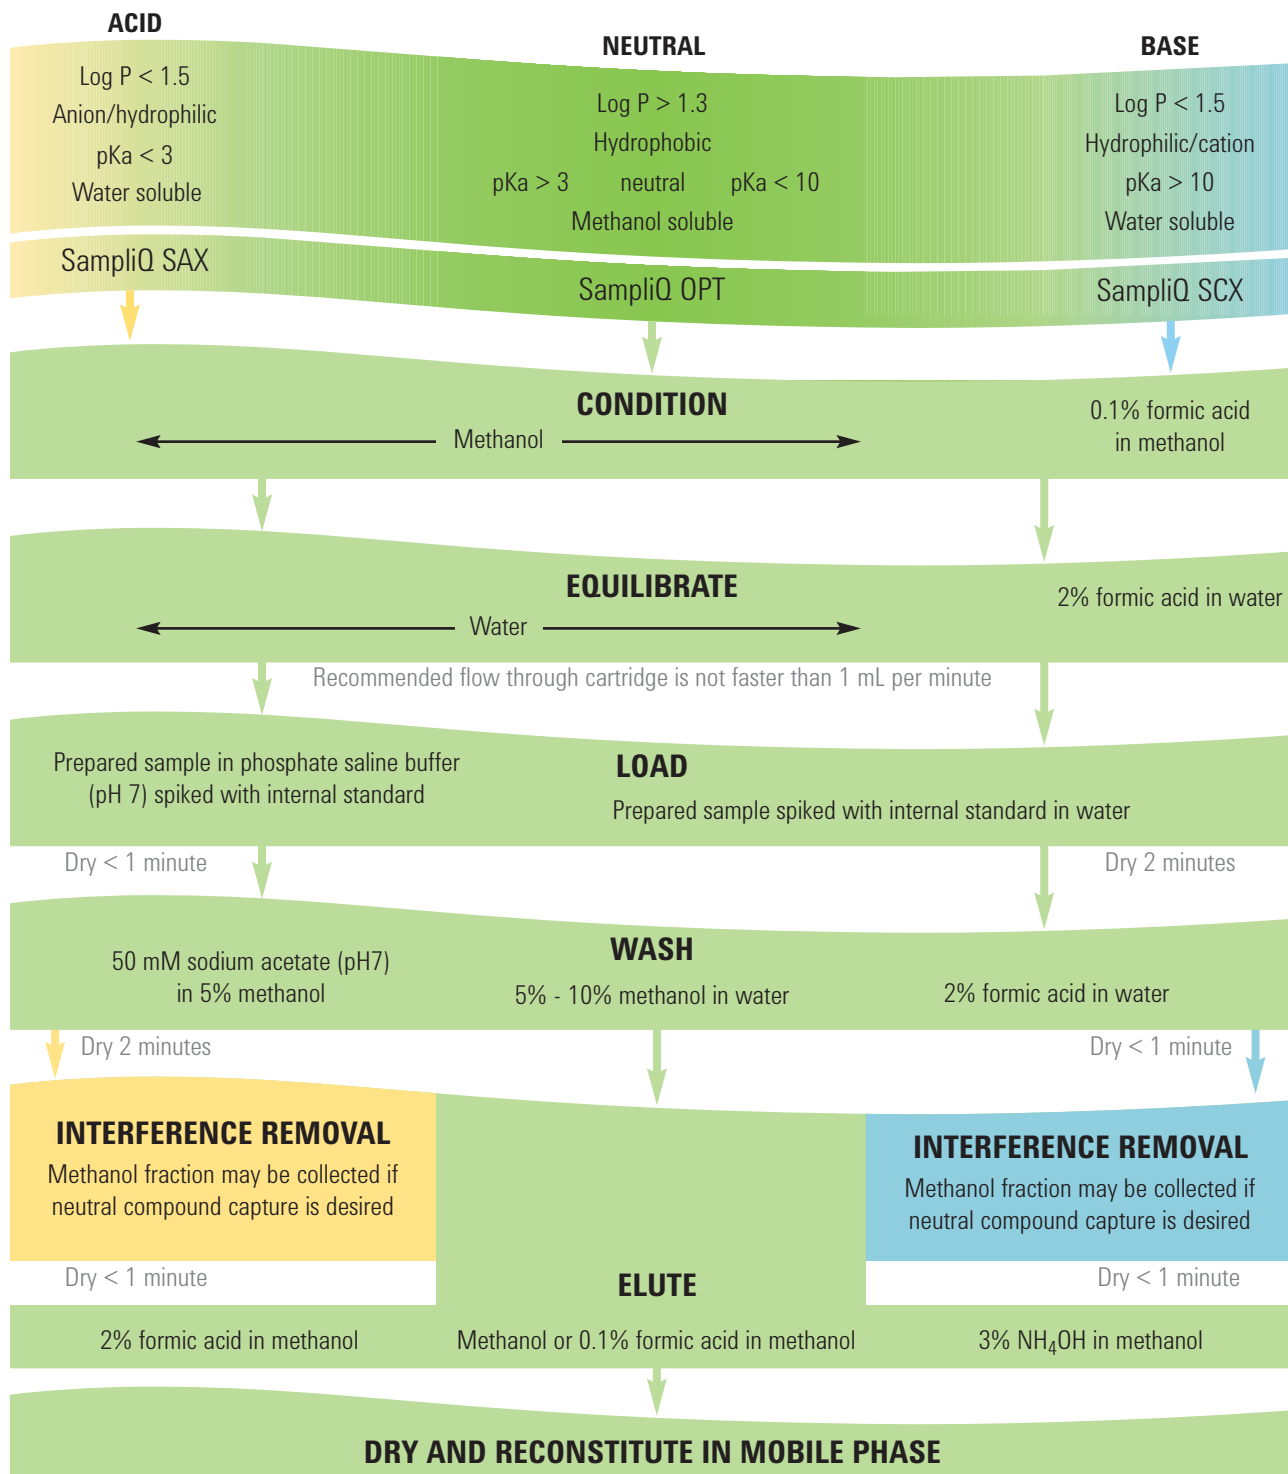 ACID
Log P < 1.5
Anion/hydrophilic
pKa < 3
Water soluble
NEUTRAL
Log P > 1.3
Hydrophobic
pKa > 3 neutral pKa < 10
Methanol soluble
BASE
Log P < 1.5
Hydrophilic/cation
pKa > 10
Water soluble
SampliQ SAX
SampliQ OPT
SampliQ SCX
CONDITION
Methanol
0.1% formic acid
in methanol
EQUILIBRATE
Water
2% formic acid in water
Recommended flow through cartridge is not faster than 1 mL per minute
Prepared sample in phosphate saline buffer
(pH 7) spiked with internal standard
LOAD
Prepared sample spiked with internal standard in water
Dry < 1 minute
Dry 2 minutes
WASH
50 mM sodium acetate (pH7)
in 5% methanol
5% - 10% methanol in water
2% formic acid in water
Dry 2 minutes
Dry < 1 minute
INTERFERENCE REMOVAL
Methanol fraction may be collected if
neutral compound capture is desired
INTERFERENCE REMOVAL
Methanol fraction may be collected if
neutral compound capture is desired
Dry < 1 minute
Dry < 1 minute
ELUTE
2% formic acid in methanol
Methanol or 0.1% formic acid in methanol
3% NH₄OH in methanol
DRY AND RECONSTITUTE IN MOBILE PHASE